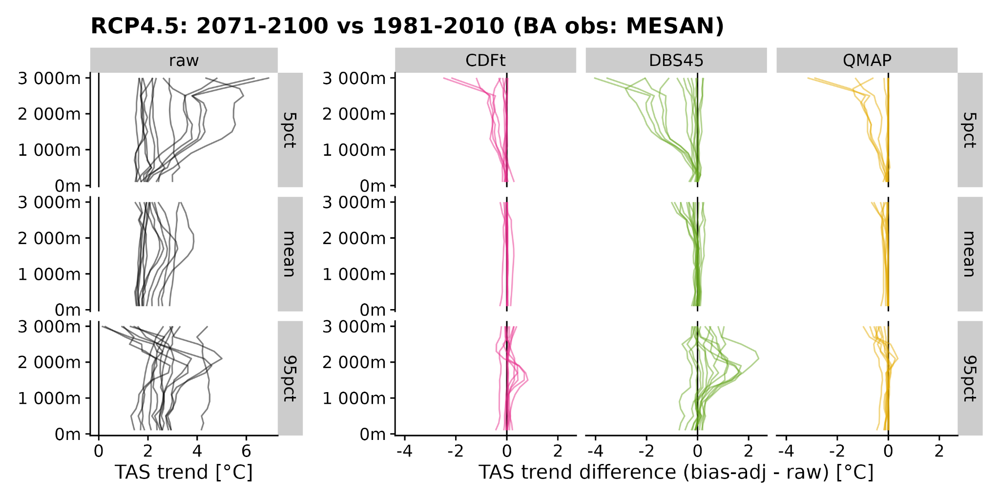 RCP4.5: 2071-2100 vs 1981-2010 (BA obs: MESAN)
raw CDFt DBS45 QMAP
3 000m 3 000m
2 000m 5pct 2 000m 5pct
1 000m 1 000m
0m 0m
3 000m 3 000m
2 000m mean 2 000m mean
1 000m 1 000m
0m 0m
3 000m 3 000m
2 000m 95pct 2 000m 95pct
1 000m 1 000m
0m 0m
0 2 4 6 -4 -2 0 2 -4 -2 0 2 -4 -2 0 2
TAS trend [°C] TAS trend difference (bias-adj - raw) [°C]